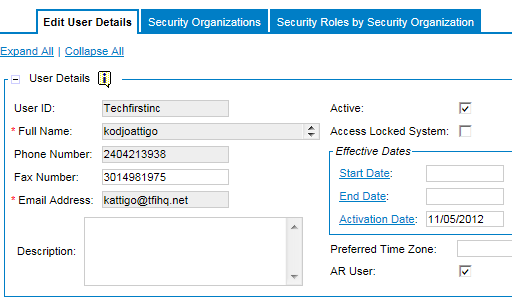 Edit User Details Security Organizations Security Roles by Security Organization
Expand All | Collapse All
User Details
User ID: Techfirstinc Active:
* Full Name: kodjoattigo Access Locked System:
Phone Number: 2404213938 Effective Dates
Fax Number: 3014981975 Start Date:
* Email Address: kattigo@tfihq.net End Date:
Activation Date: 11/05/2012
Description: Preferred Time Zone:
AR User: